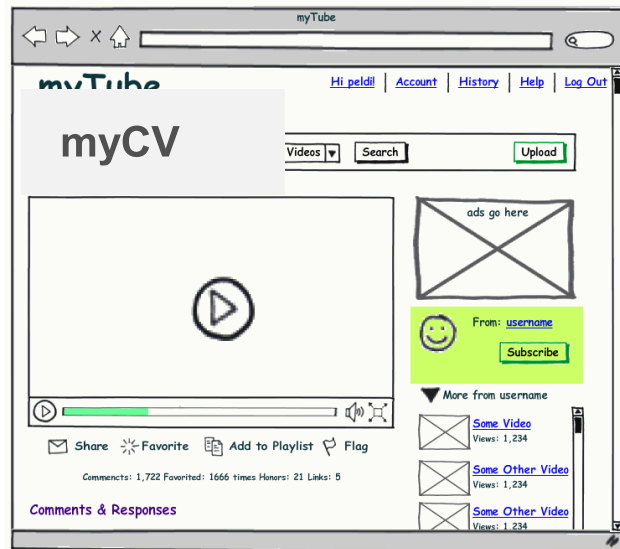 myTube
myTube
Hi peldi! Account History Help Log Out
myCV
Videos Search Upload
ads go here
From: username
Subscribe
More from username
Some Video
Views: 1,234
Some Other Video
Views: 1,234
Some Other Video
Views: 1,234
Share Favorite Add to Playlist Flag
Commencts: 1,722 Favorited: 1666 times Honors: 21 Links: 5
Comments & Responses